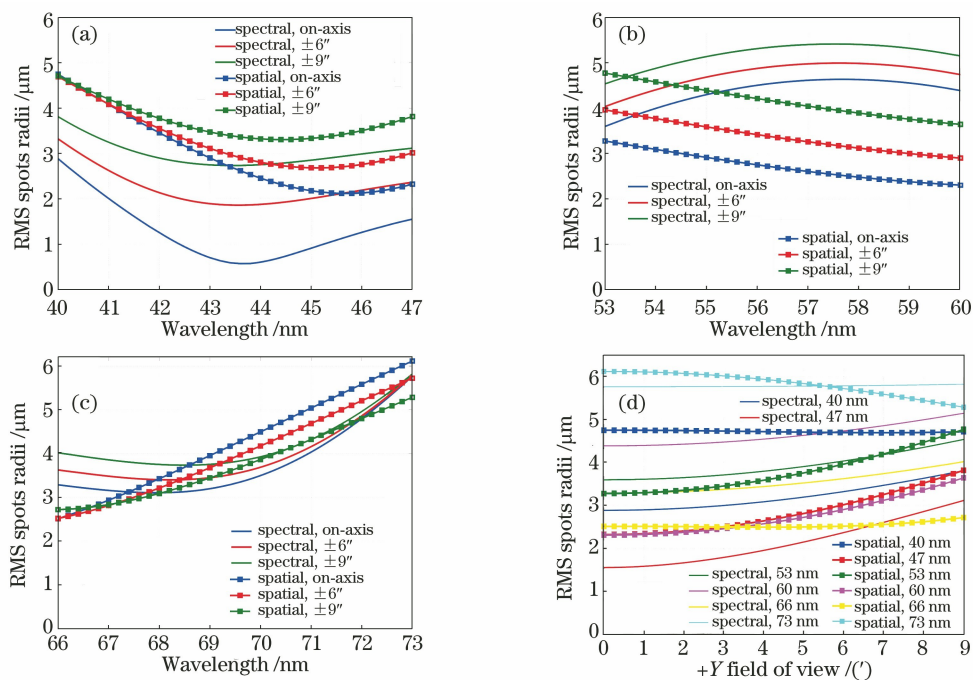 (a)
spectral, on-axis
spectral, ±6″
spectral, ±9″
spatial, on-axis
spatial, ±6″
spatial, ±9″
6
5
4
3
2
1
0
RMS spots radii /μm
40 41 42 43 44 45 46 47
Wavelength /nm
(b)
6
5
4
3
2
1
0
RMS spots radii /μm
spectral, on-axis
spectral, ±6″
spectral, ±9″
spatial, on-axis
spatial, ±6″
spatial, ±9″
53 54 55 56 57 58 59 60
Wavelength /nm
(c)
6
5
4
3
2
1
0
RMS spots radii /μm
spectral, on-axis
spectral, ±6″
spectral, ±9″
spatial, on-axis
spatial, ±6″
spatial, ±9″
66 67 68 69 70 71 72 73
Wavelength /nm
(d)
6
5
4
3
2
1
0
RMS spots radii /μm
spectral, 40 nm
spectral, 47 nm
spectral, 53 nm
spectral, 60 nm
spectral, 66 nm
spectral, 73 nm
spatial, 40 nm
spatial, 47 nm
spatial, 53 nm
spatial, 60 nm
spatial, 66 nm
spatial, 73 nm
0 1 2 3 4 5 6 7 8 9
+Y field of view /(′)